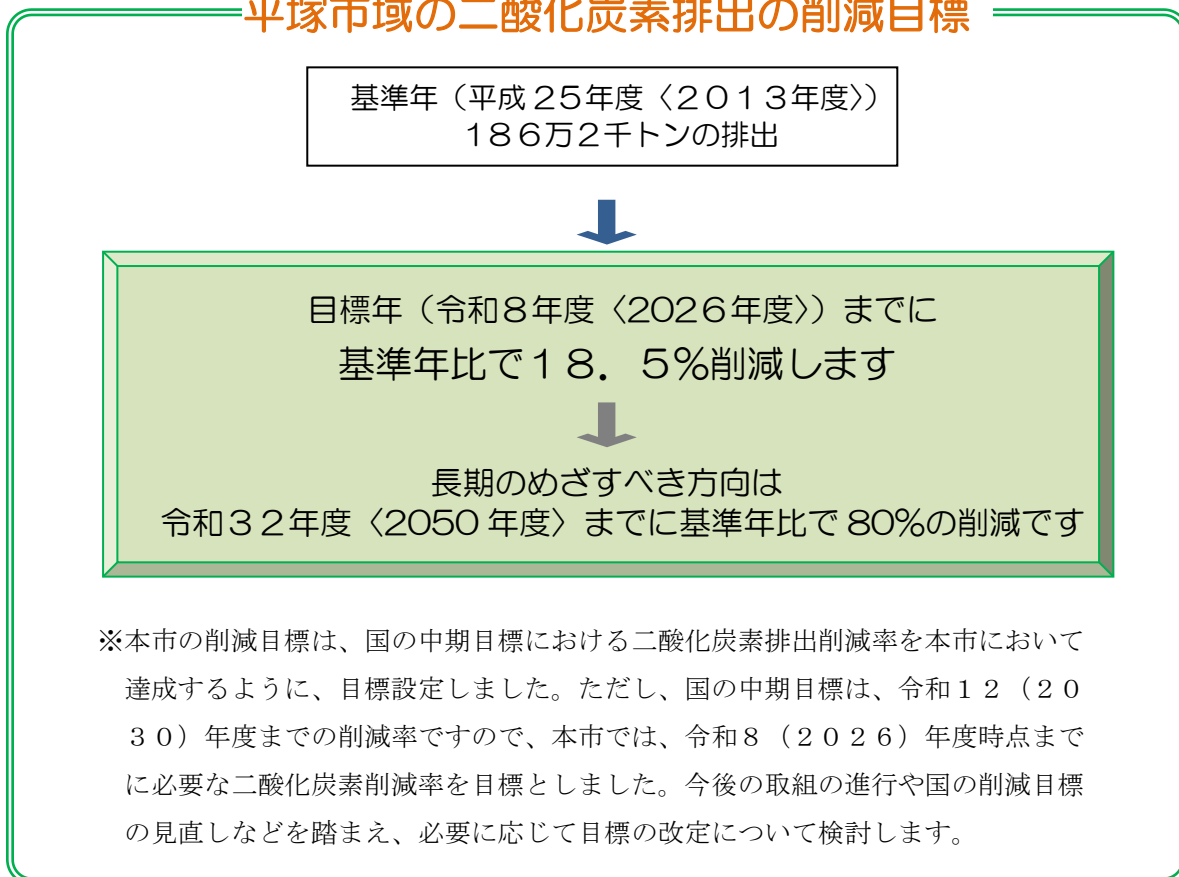 平塚市域の二酸化炭素排出の削減目標
基準年（平成25年度〈２０１３年度〉）
１８６万２千トンの排出
目標年（令和８年度〈2026年度〉）までに
基準年比で１８．５％削減します
長期のめざすべき方向は
令和３２年度〈2050年度〉までに基準年比で80%の削減です
※本市の削減目標は、国の中期目標における二酸化炭素排出削減率を本市において
達成するように、目標設定しました。ただし、国の中期目標は、令和１２（２０
３０）年度までの削減率ですので、本市では、令和８（２０２６）年度時点まで
に必要な二酸化炭素削減率を目標としました。今後の取組の進行や国の削減目標
の見直しなどを踏まえ、必要に応じて目標の改定について検討します。